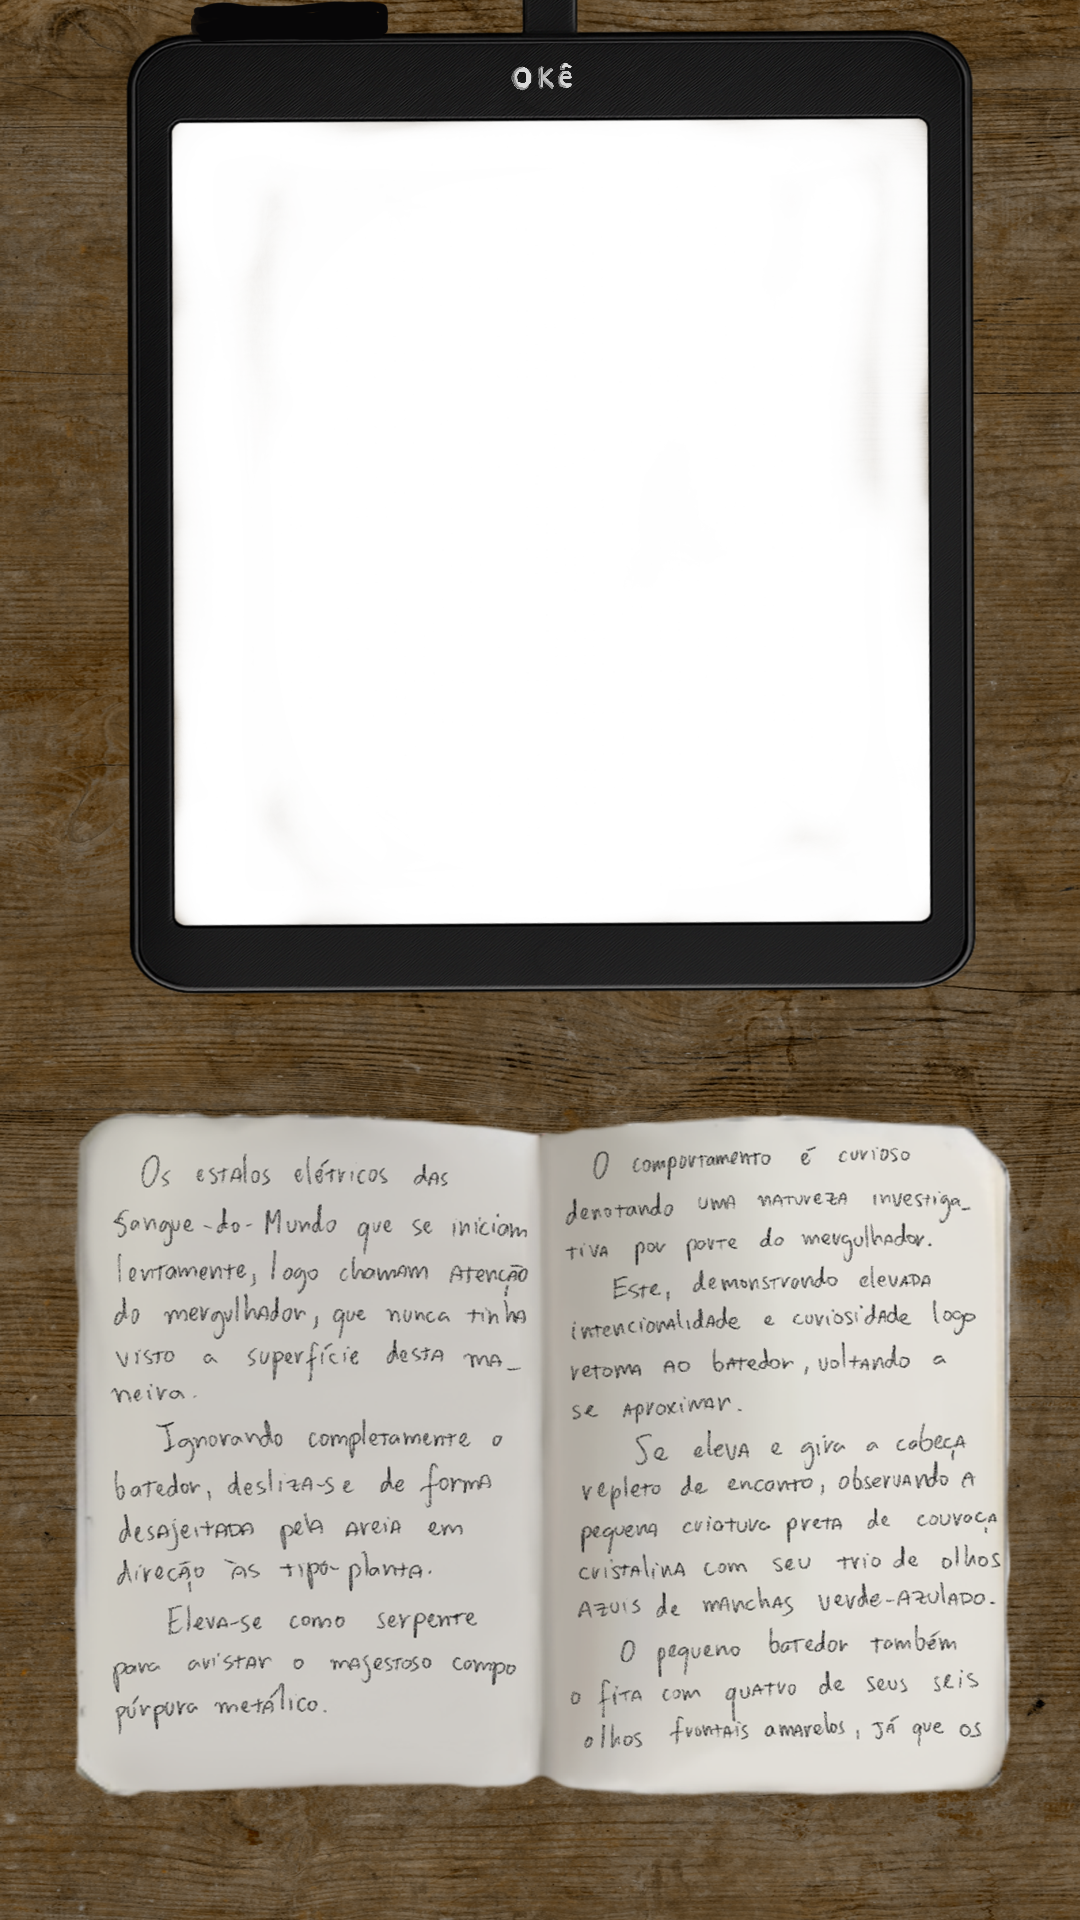 OKê
Os estalos elétricos das
Sangue-do-Mundo que se iniciam
lentamente, logo chamam atenção
do mergulhador, que nunca tinha
visto a superfície desta ma-
neira.
Ignorando completamente o
batedor, desliza-se de forma
desajeitada pela areia em
direção às tipo-planta.
Eleva-se como serpente
para avistar o majestoso campo
púrpura metálico.
O comportamento é curioso
denotando uma natureza investiga-
tiva por parte do mergulhador.
Este, demonstrando elevada
intencionalidade e curiosidade logo
retoma ao batedor, voltando a
se aproximar.
Se eleva e gira a cabeça
repleto de encanto, observando a
pequena criatura preta de couraça
cristalina com seu trio de olhos
azuis de manchas verde-azulado.
O pequeno batedor também
o fita com quatro de seus seis
olhos frontais amarelos, já que os